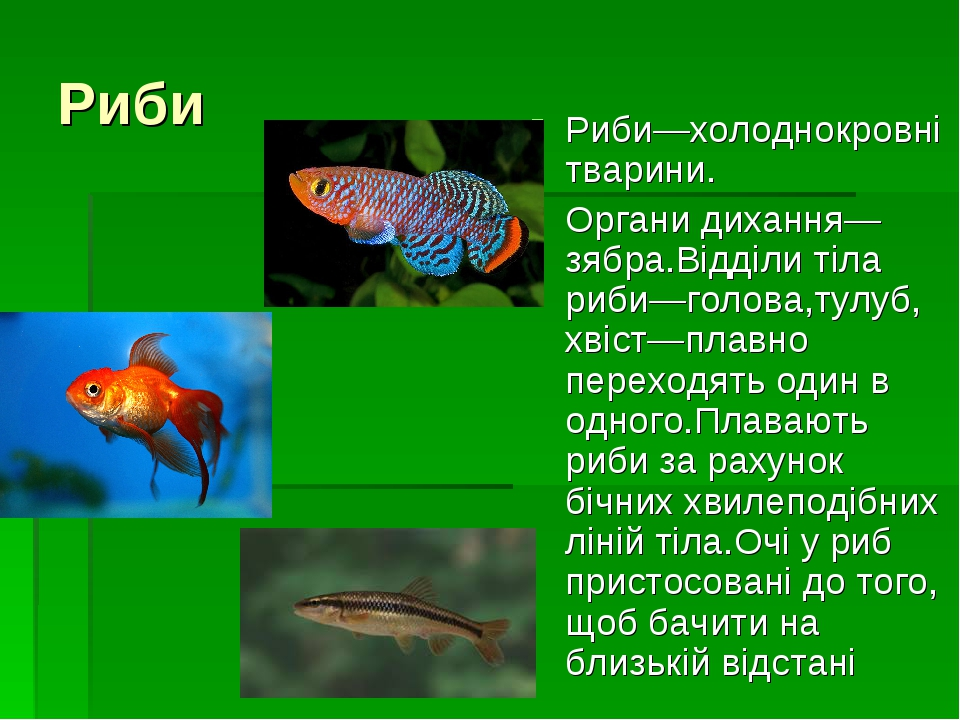 Риби
Риби—холоднокровні
тварини.
Органи дихання—
зябра.Відділи тіла
риби—голова,тулуб,
хвіст—плавно
переходять один в
одного.Плавають
риби за рахунок
бічних хвилеподібних
ліній тіла.Очі у риб
пристосовані до того,
щоб бачити на
близькій відстані